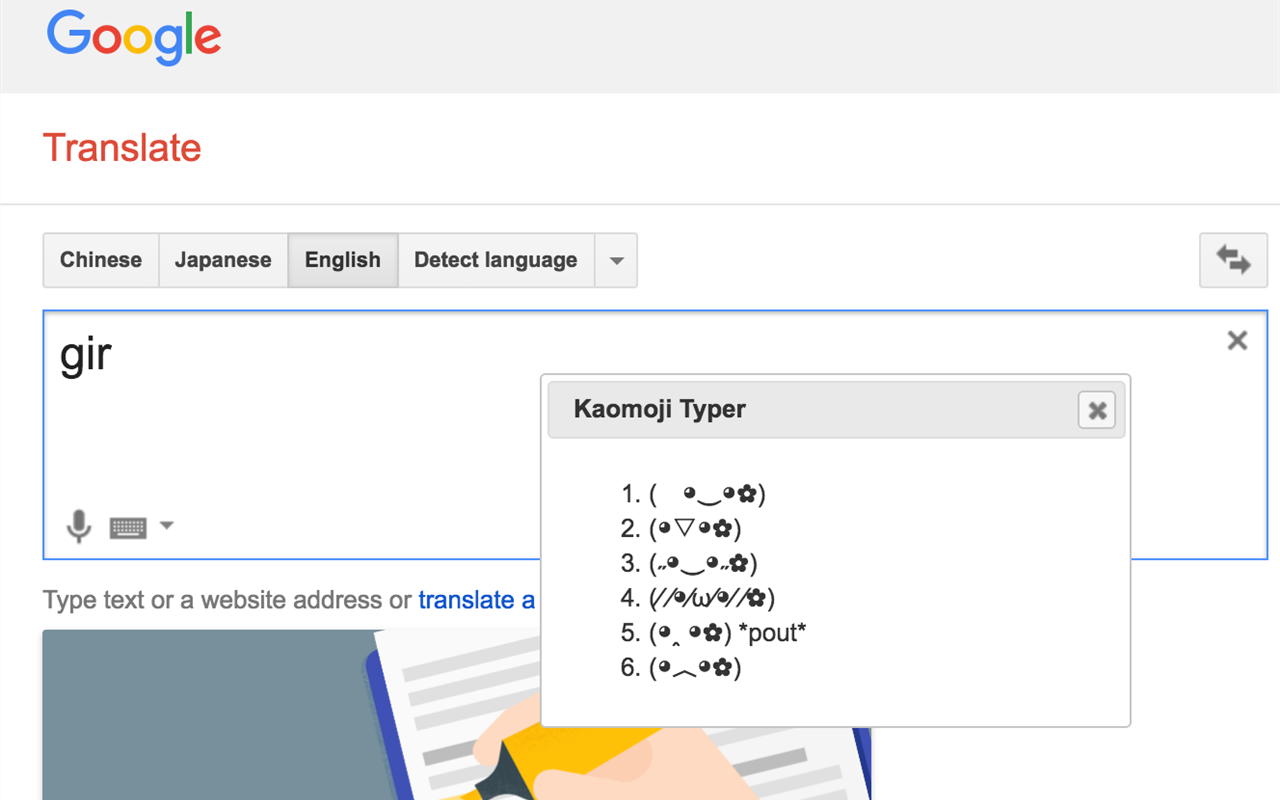 Google
Translate
Chinese Japanese English Detect language
gir
Kaomoji Typer
1. (　◕‿◕✿)
2. (◕▽◕✿)
3. (˶◕‿◕˶✿)
4. (⁄ ⁄◕⁄ω⁄◕⁄ ⁄✿)
5. (◕‸ ◕✿) *pout*
6. (◕︿◕✿)
Type text or a website address or translate a